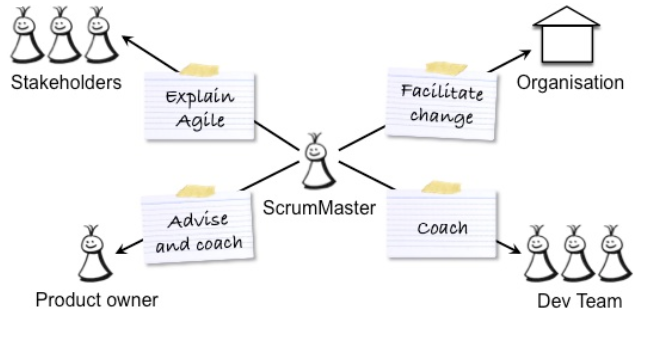 Stakeholders
Explain
Agile
Facilitate
change
Organisation
ScrumMaster
Advise
and coach
Coach
Product owner
Dev Team